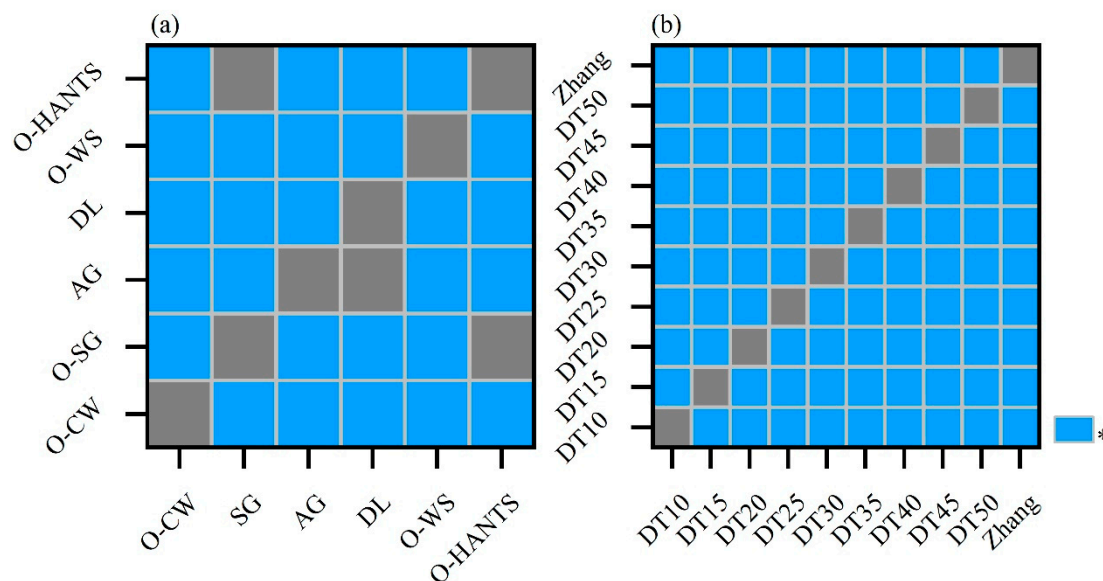 (a)
O-HANTS
O-WS
DL
AG
O-SG
O-CW
O-CW
SG
AG
DL
O-WS
O-HANTS
(b)
Zhang
DT50
DT45
DT40
DT35
DT30
DT25
DT20
DT15
DT10
DT10
DT15
DT20
DT25
DT30
DT35
DT40
DT45
DT50
Zhang
*